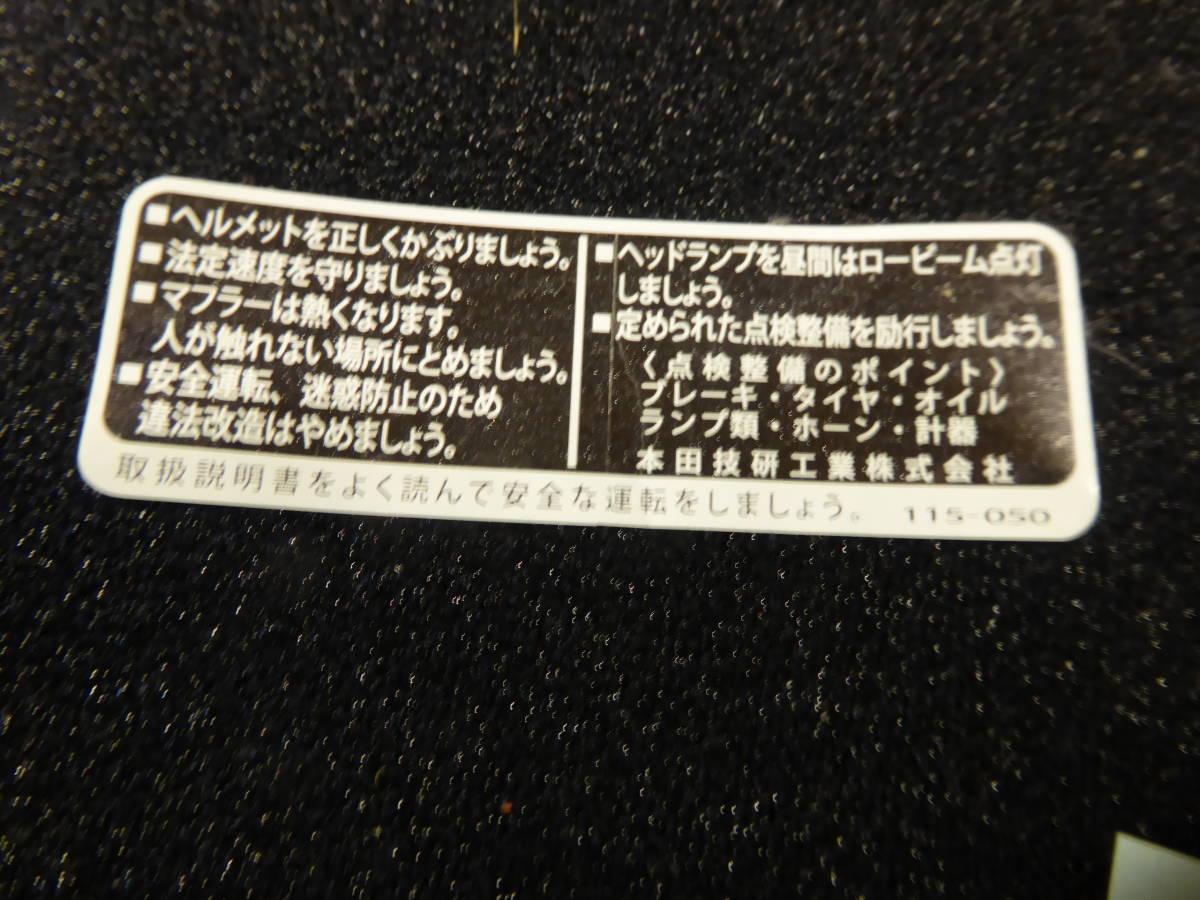 ■ヘルメットを正しくかぶりましょう。
■法定速度を守りましょう。
■マフラーは熱くなります。
人が触れない場所にとめましょう。
■安全運転、迷惑防止のため
違法改造はやめましょう。
■ヘッドランプを昼間はロービーム点灯
しましょう。
■定められた点検整備を励行しましょう。
〈点検整備のポイント〉
ブレーキ・タイヤ・オイル
ランプ類・ホーン・計器
本田技研工業株式会社
取扱説明書をよく読んで安全な運転をしましょう。 115-050